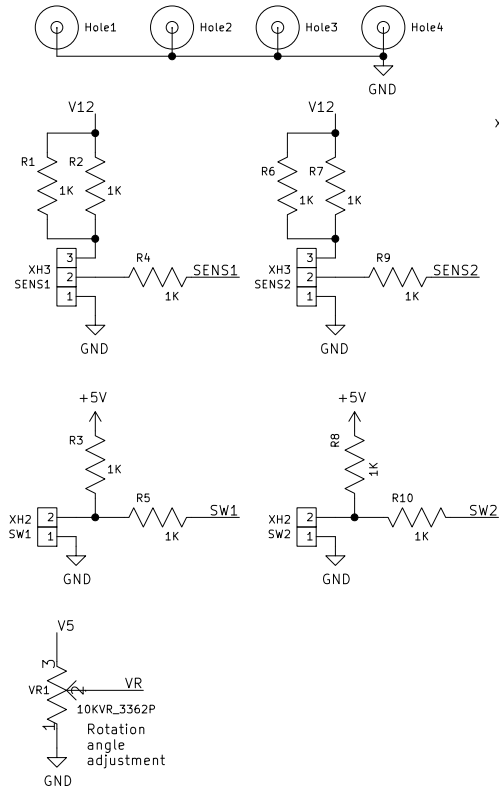 Hole1 Hole2 Hole3 Hole4
GND
V12 V12
R1 R2 R6 R7
1K 1K 1K 1K
3 3
XH3 2 R4 SENS1 XH3 2 R9 SENS2
SENS1 1 1K SENS2 1 1K
GND GND
+5V +5V
R3 R8
1K 1K
XH2 2 R5 SW1 XH2 2 R10 SW2
SW1 1 1K SW2 1 1K
GND GND
V5
3
VR1 2 VR
10KVR_3362P
1 Rotation
angle
adjustment
GND